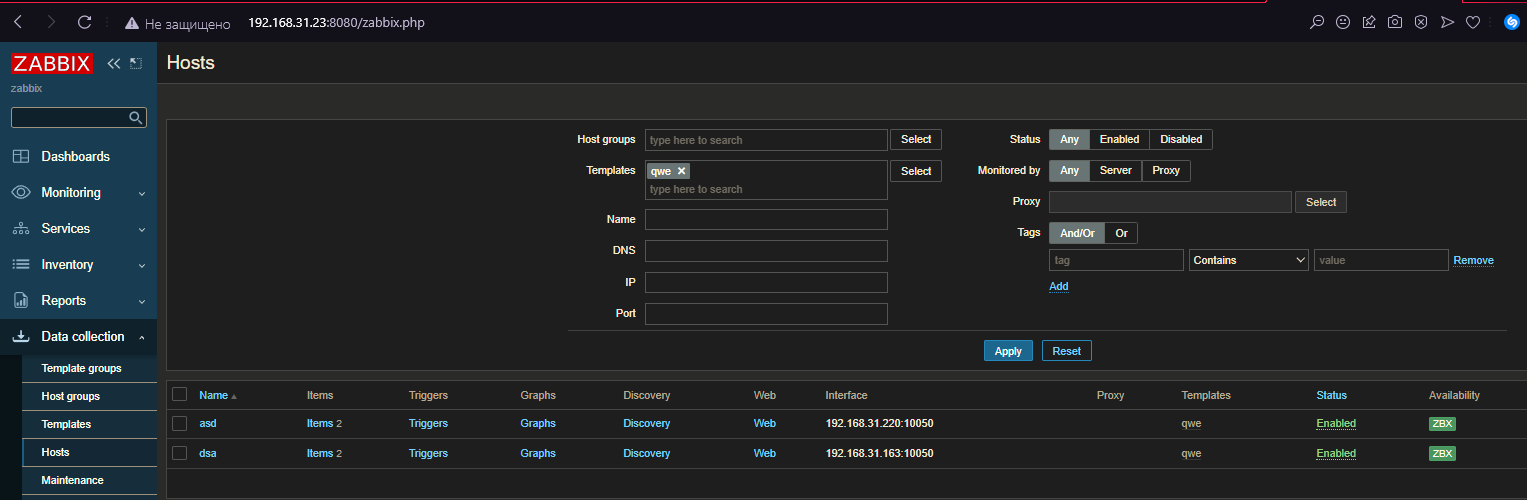 Не защищено 192.168.31.23:8080/zabbix.php
ZABBIX
zabbix
Dashboards
Monitoring
Services
Inventory
Reports
Data collection
Template groups
Host groups
Templates
Hosts
Maintenance
Hosts
Host groups type here to search Select
Templates qwe Select
type here to search
Name
DNS
IP
Port
Status Any Enabled Disabled
Monitored by Any Server Proxy
Proxy Select
Tags And/Or Or
tag Contains value Remove
Add
Apply Reset
Name Items Triggers Graphs Discovery Web Interface Proxy Templates Status Availability
asd Items 2 Triggers Graphs Discovery Web 192.168.31.220:10050 qwe Enabled ZBX
dsa Items 2 Triggers Graphs Discovery Web 192.168.31.163:10050 qwe Enabled ZBX